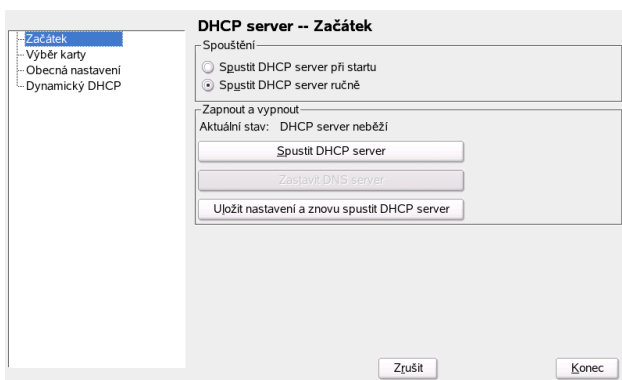 DHCP server -- Začátek
Začátek
Výběr karty
Obecná nastavení
Dynamický DHCP
Spouštění
Spustit DHCP server při startu
Spustit DHCP server ručně
Zapnout a vypnout
Aktuální stav: DHCP server neběží
Spustit DHCP server
Zastavit DNS server
Uložit nastavení a znovu spustit DHCP server
Zrušit
Konec